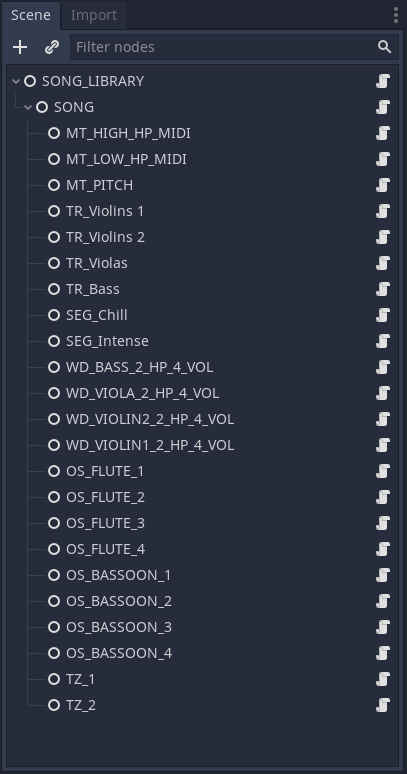 Scene Import
Filter nodes
SONG_LIBRARY
SONG
MT_HIGH_HP_MIDI
MT_LOW_HP_MIDI
MT_PITCH
TR_Violins 1
TR_Violins 2
TR_Violas
TR_Bass
SEG_Chill
SEG_Intense
WD_BASS_2_HP_4_VOL
WD_VIOLA_2_HP_4_VOL
WD_VIOLIN2_2_HP_4_VOL
WD_VIOLIN1_2_HP_4_VOL
OS_FLUTE_1
OS_FLUTE_2
OS_FLUTE_3
OS_FLUTE_4
OS_BASSOON_1
OS_BASSOON_2
OS_BASSOON_3
OS_BASSOON_4
TZ_1
TZ_2